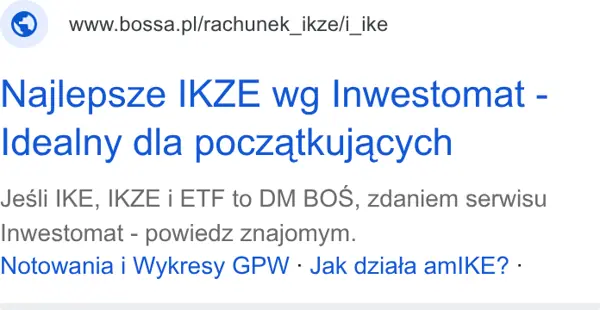 www.bossa.pl/rachunek_ikze/i_ike
Najlepsze IKZE wg Inwestomat -
Idealny dla początkujących
Jeśli IKE, IKZE i ETF to DM BOŚ, zdaniem serwisu
Inwestomat - powiedz znajomym.
Notowania i Wykresy GPW · Jak działa amIKE? ·